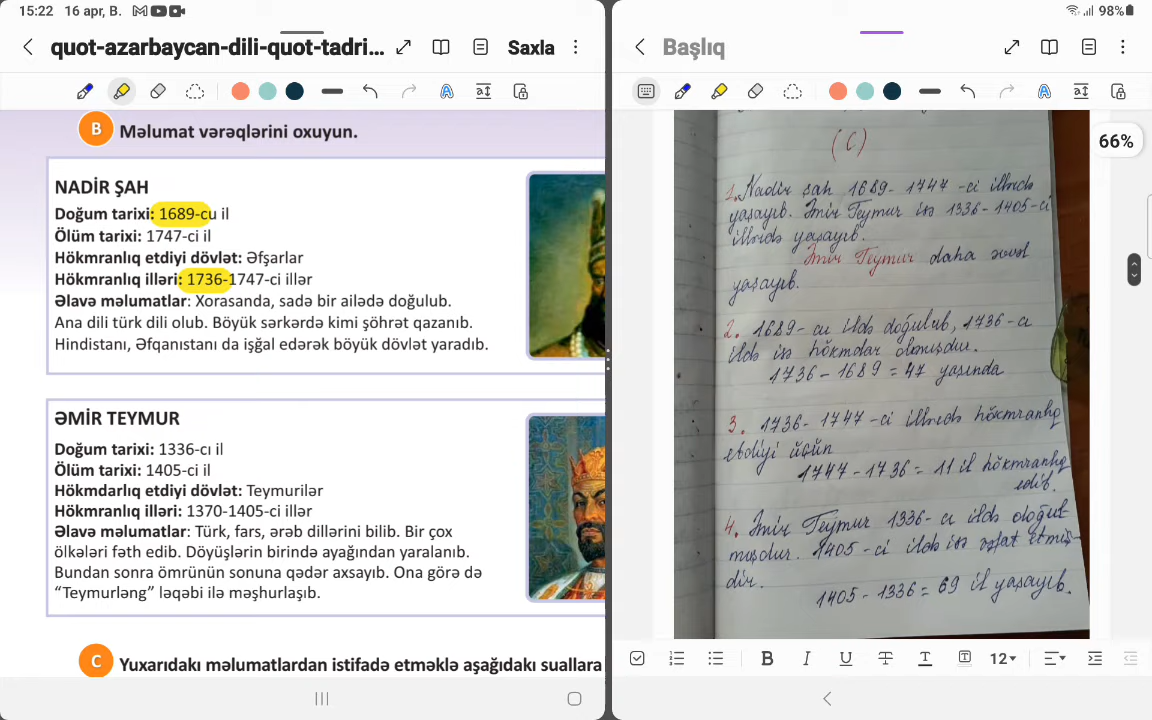 15:22 16 apr, B.
98%
quot-azarbaycan-dili-quot-tadri...
Saxla
Başlıq
66%
B Məlumat vərəqlərini oxuyun.
NADİR ŞAH
Doğum tarixi: 1689-cu il
Ölüm tarixi: 1747-ci il
Hökmranlıq etdiyi dövlət: Əfşarlar
Hökmranlıq illəri: 1736-1747-ci illər
Əlavə məlumatlar: Xorasanda, sadə bir ailədə doğulub.
Ana dili türk dili olub. Böyük sərkərdə kimi şöhrət qazanıb.
Hindistanı, Əfqanıstanı da işğal edərək böyük dövlət yaradıb.
ƏMİR TEYMUR
Doğum tarixi: 1336-cı il
Ölüm tarixi: 1405-ci il
Hökmdarlıq etdiyi dövlət: Teymurilər
Hökmranlıq illəri: 1370-1405-ci illər
Əlavə məlumatlar: Türk, fars, ərəb dillərini bilib. Bir çox
ölkələri fəth edib. Döyüşlərin birində ayağından yaralanıb.
Bundan sonra ömrünün sonuna qədər axsayıb. Ona görə də
“Teymurləng” ləqəbi ilə məşhurlaşıb.
C Yuxarıdakı məlumatlardan istifadə etməklə aşağıdakı suallara
(C)
1. Nadir şah 1689-1747-ci illərdə
yaşayıb. Əmir Teymur isə 1336-1405-ci
illərdə yaşayıb.
Əmir Teymur daha əvvəl
yaşayıb.
2. 1689-cu ildə doğulub, 1736-cı
ildə isə hökmdar olmuşdur.
1736 - 1689 = 47 yaşında
3. 1736-1747-ci illərdə hökmranlıq
etdiyi üçün
1747 - 1736 = 11 il hökmranlıq
edib.
4. Əmir Teymur 1336-cı ildə doğul-
muşdur. 1405-ci ildə isə vəfat etmiş-
dir.
1405 - 1336 = 69 il yaşayıb.
B I U T T 12